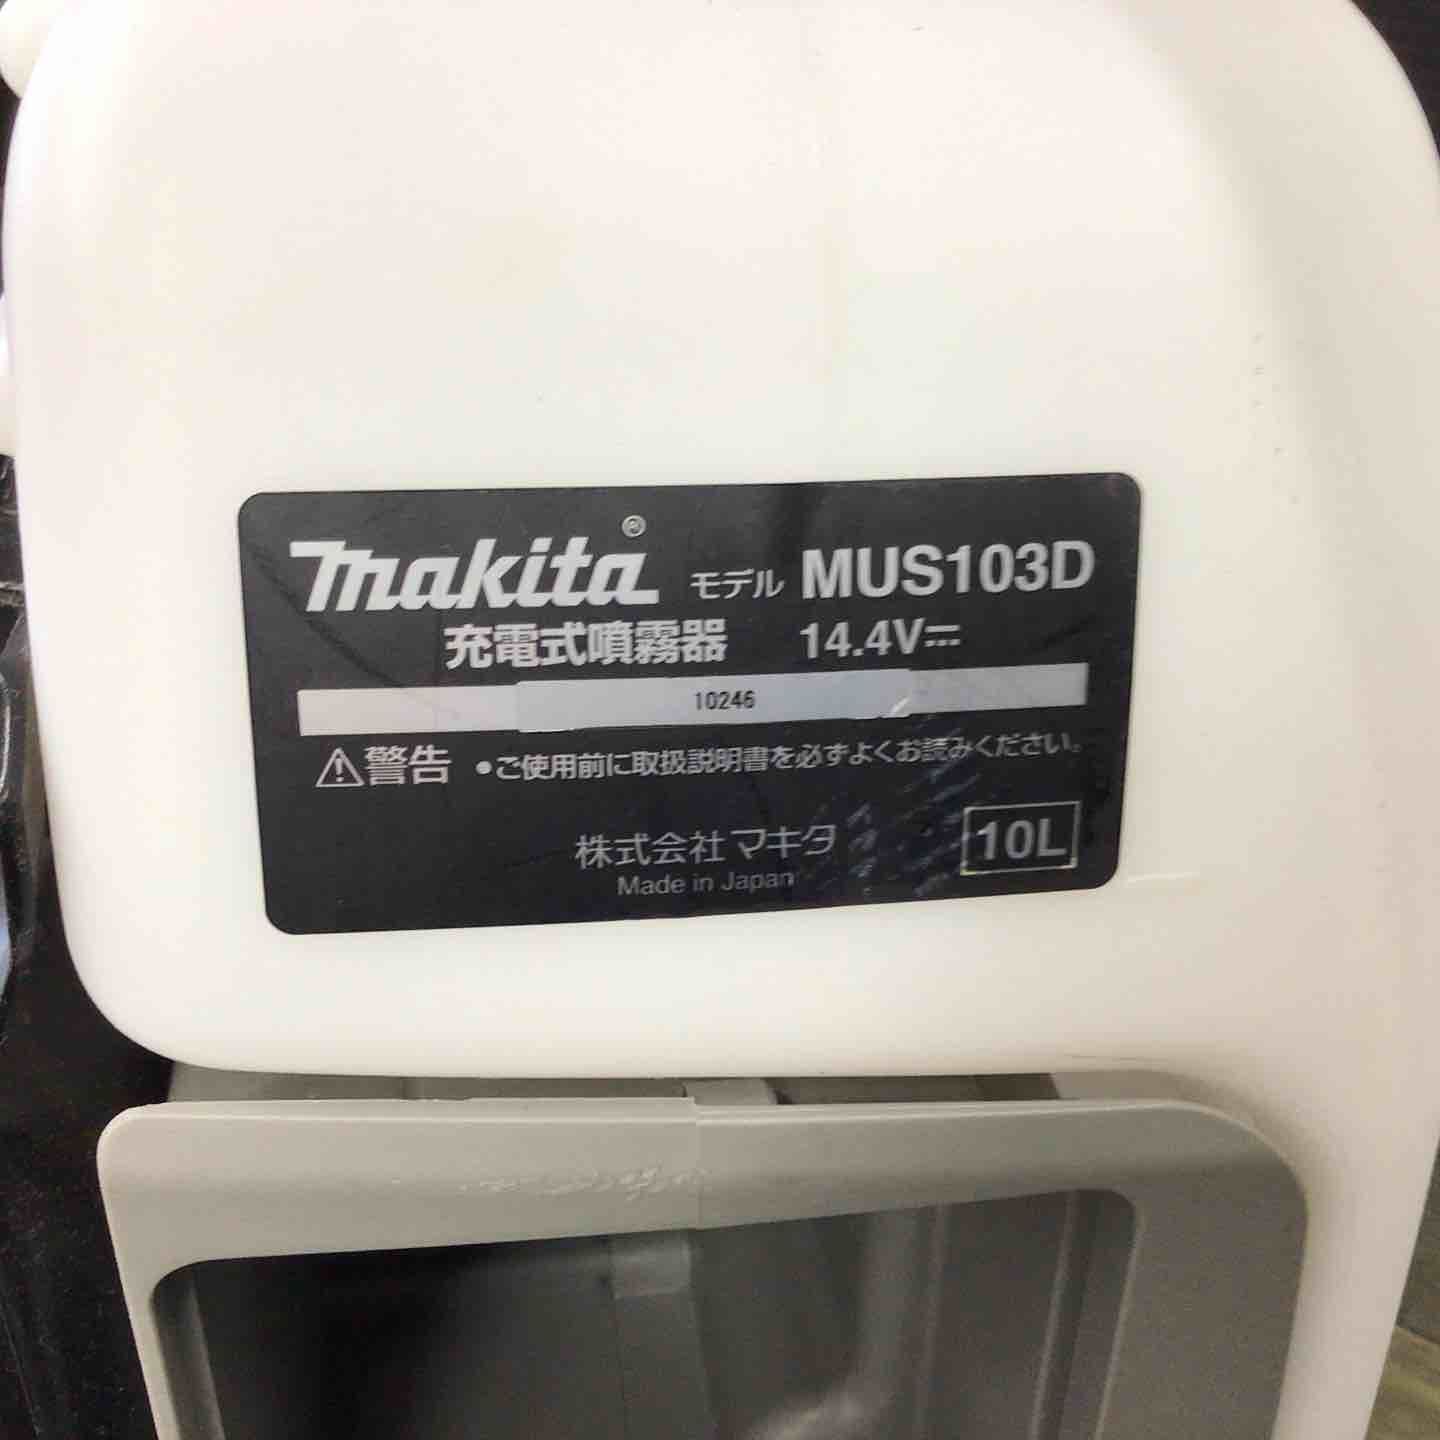 makita® モデル MUS103D
充電式噴霧器 14.4V⎓
10246
⚠警告 ●ご使用前に取扱説明書を必ずよくお読みください。
株式会社マキタ
Made in Japan
10L